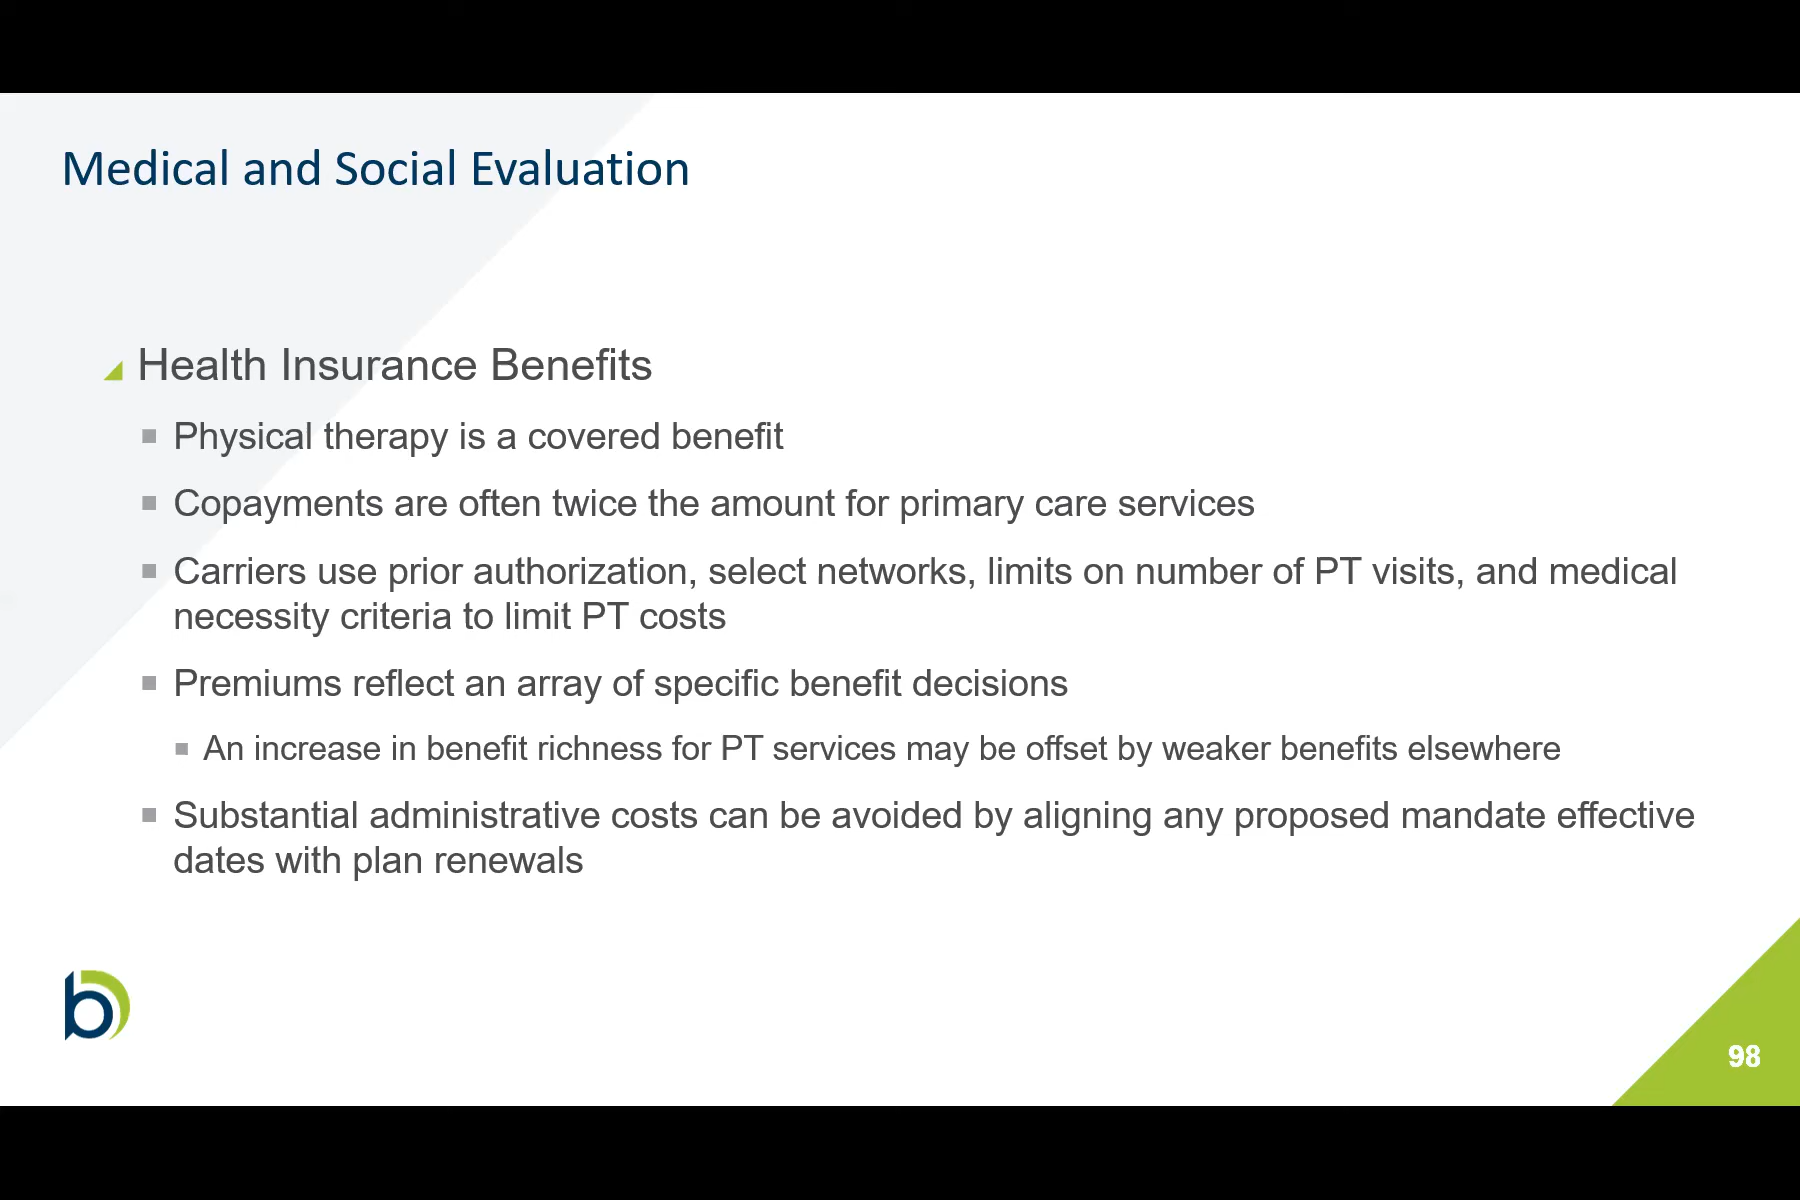 Medical and Social Evaluation
Health Insurance Benefits
Physical therapy is a covered benefit
Copayments are often twice the amount for primary care services
Carriers use prior authorization, select networks, limits on number of PT visits, and medical
necessity criteria to limit PT costs
Premiums reflect an array of specific benefit decisions
An increase in benefit richness for PT services may be offset by weaker benefits elsewhere
Substantial administrative costs can be avoided by aligning any proposed mandate effective
dates with plan renewals
b
98